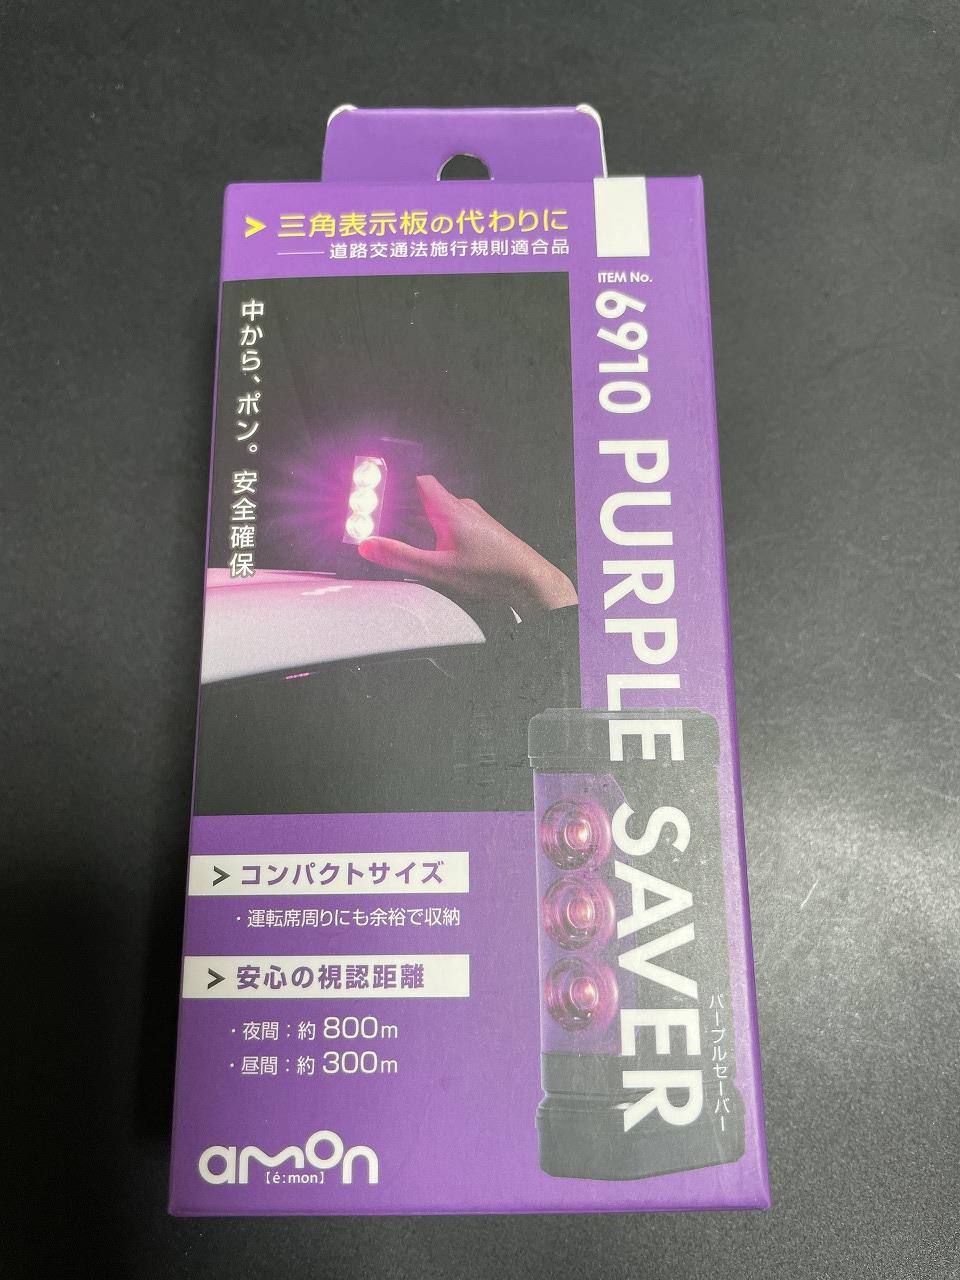 > 三角表示板の代わりに
道路交通法施行規則適合品
ITEM No.
6910 PURPLE SAVER
パープルセーバー
中から、ポン。安全確保
> コンパクトサイズ
・運転席周りにも余裕で収納
> 安心の視認距離
・夜間：約 800m
・昼間：約 300m
amon
[é:mon]